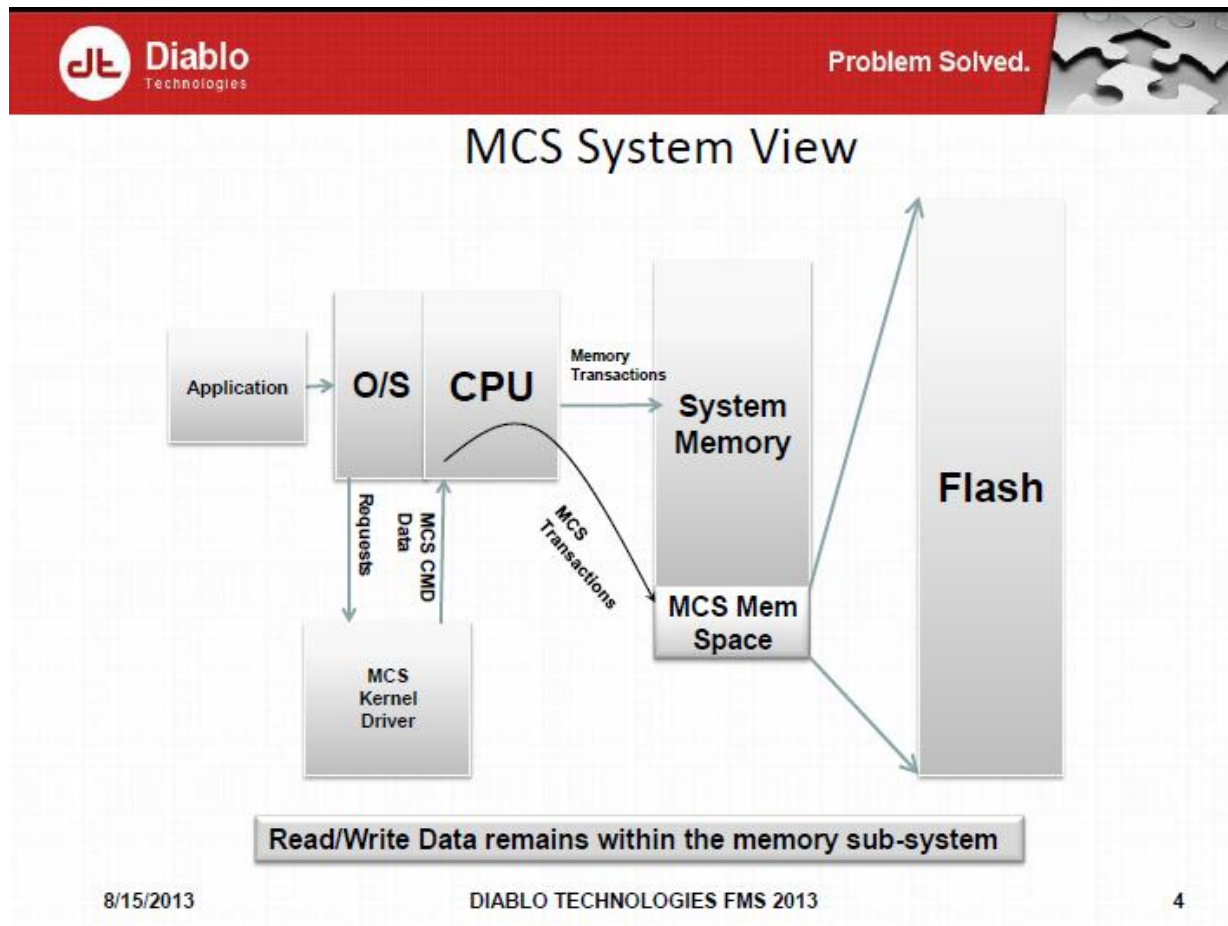 Diablo
Technologies
Problem Solved.
MCS System View
Application
O/S
CPU
Memory
Transactions
System
Memory
Flash
Requests
MCS CMD
Data
MCS
Transactions
MCS Mem
Space
MCS
Kernel
Driver
Read/Write Data remains within the memory sub-system
8/15/2013
DIABLO TECHNOLOGIES FMS 2013
4